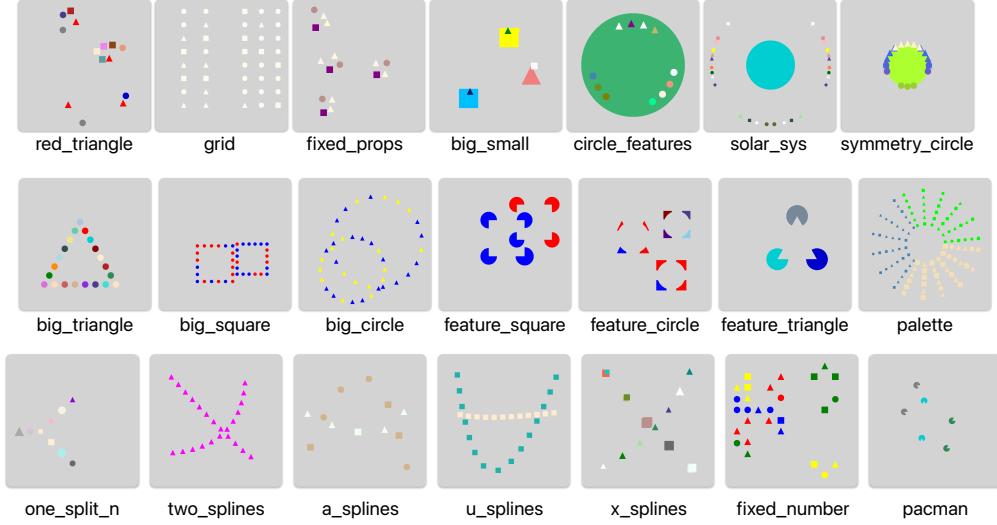 red_triangle grid fixed_props big_small circle_features solar_sys symmetry_circle
big_triangle big_square big_circle feature_square feature_circle feature_triangle palette
one_split_n two_splines a_splines u_splines x_splines fixed_number pacman